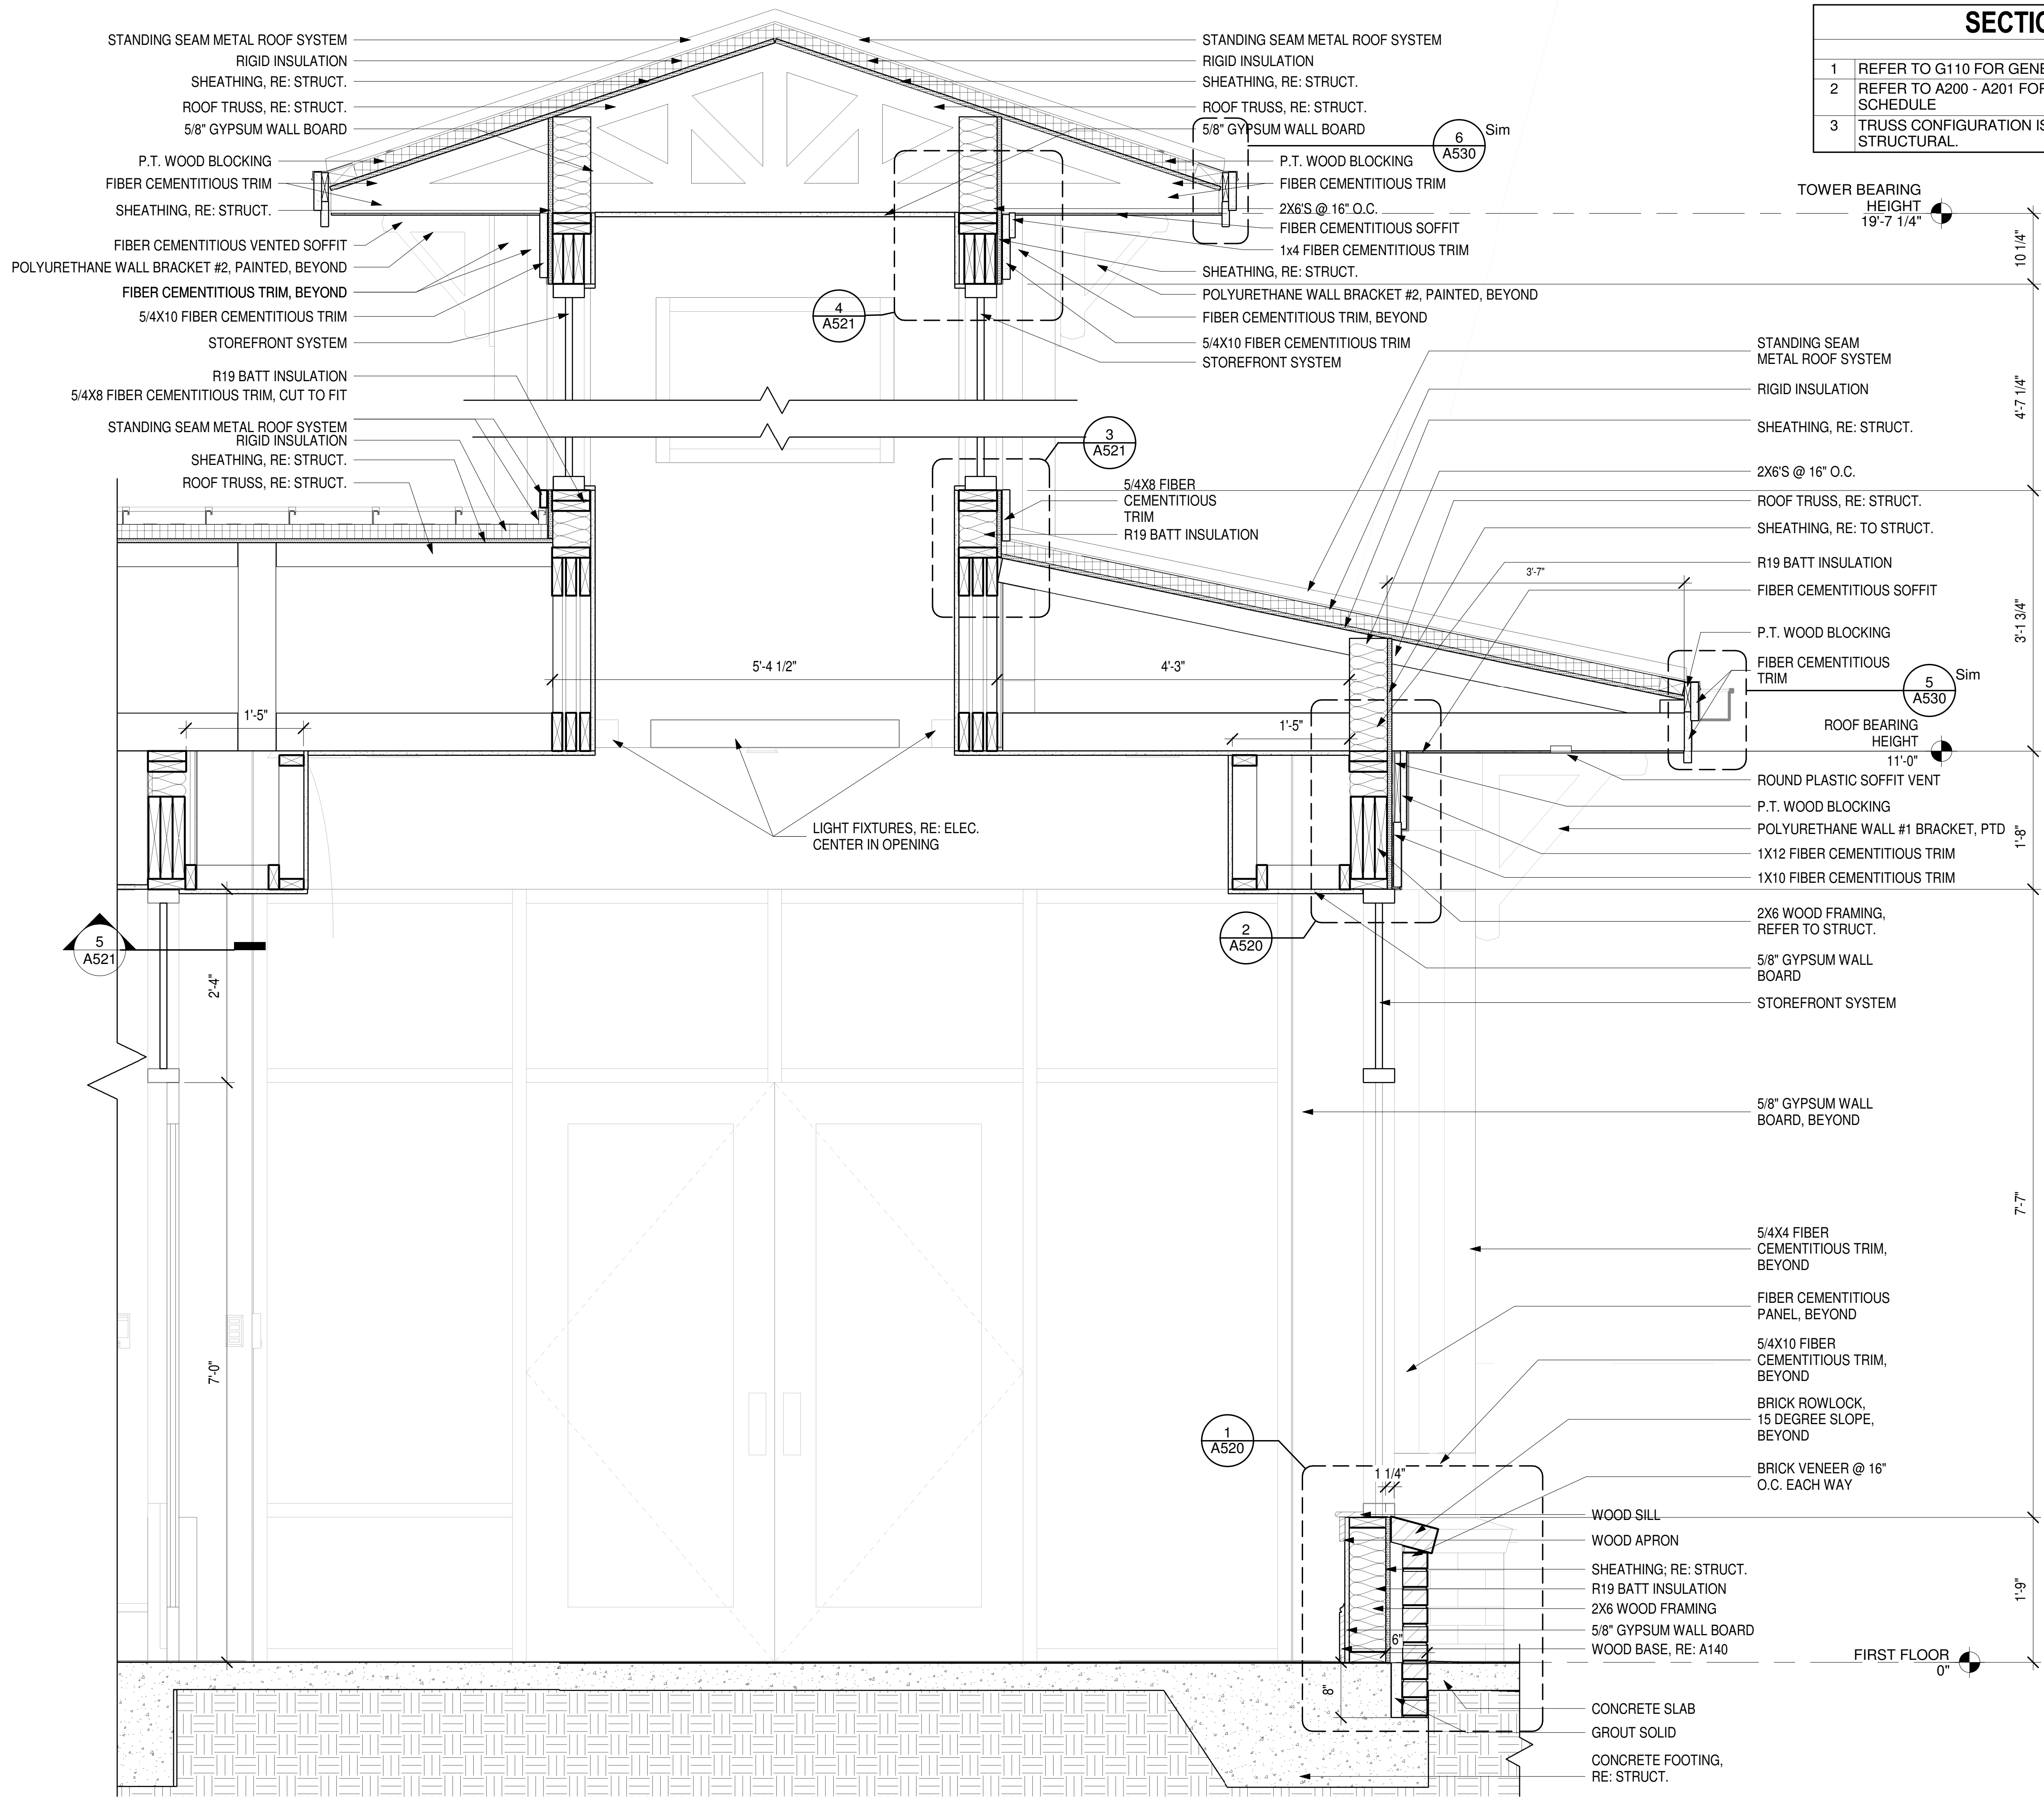 SECTIO
1 REFER TO G110 FOR GENE
2 REFER TO A200 - A201 FOR
SCHEDULE
3 TRUSS CONFIGURATION IS
STRUCTURAL.
STANDING SEAM METAL ROOF SYSTEM
RIGID INSULATION
SHEATHING, RE: STRUCT.
ROOF TRUSS, RE: STRUCT.
5/8" GYPSUM WALL BOARD
P.T. WOOD BLOCKING
FIBER CEMENTITIOUS TRIM
SHEATHING, RE: STRUCT.
FIBER CEMENTITIOUS VENTED SOFFIT
POLYURETHANE WALL BRACKET #2, PAINTED, BEYOND
FIBER CEMENTITIOUS TRIM, BEYOND
5/4X10 FIBER CEMENTITIOUS TRIM
STOREFRONT SYSTEM
R19 BATT INSULATION
5/4X8 FIBER CEMENTITIOUS TRIM, CUT TO FIT
STANDING SEAM METAL ROOF SYSTEM
RIGID INSULATION
SHEATHING, RE: STRUCT.
ROOF TRUSS, RE: STRUCT.
STANDING SEAM METAL ROOF SYSTEM
RIGID INSULATION
SHEATHING, RE: STRUCT.
ROOF TRUSS, RE: STRUCT.
5/8" GYPSUM WALL BOARD
P.T. WOOD BLOCKING
FIBER CEMENTITIOUS TRIM
2X6'S @ 16" O.C.
FIBER CEMENTITIOUS SOFFIT
1x4 FIBER CEMENTITIOUS TRIM
SHEATHING, RE: STRUCT.
POLYURETHANE WALL BRACKET #2, PAINTED, BEYOND
FIBER CEMENTITIOUS TRIM, BEYOND
5/4X10 FIBER CEMENTITIOUS TRIM
STOREFRONT SYSTEM
6
A530
Sim
4
A521
3
A521
TOWER BEARING
HEIGHT
19'-7 1/4"
10 1/4"
4'-7 1/4"
3'-1 3/4"
1'-8"
7'-7"
1'-9"
STANDING SEAM
METAL ROOF SYSTEM
RIGID INSULATION
SHEATHING, RE: STRUCT.
2X6'S @ 16" O.C.
ROOF TRUSS, RE: STRUCT.
SHEATHING, RE: TO STRUCT.
R19 BATT INSULATION
FIBER CEMENTITIOUS SOFFIT
P.T. WOOD BLOCKING
FIBER CEMENTITIOUS
TRIM
5
A530
Sim
ROOF BEARING
HEIGHT
11'-0"
ROUND PLASTIC SOFFIT VENT
P.T. WOOD BLOCKING
POLYURETHANE WALL #1 BRACKET, PTD
1X12 FIBER CEMENTITIOUS TRIM
1X10 FIBER CEMENTITIOUS TRIM
2X6 WOOD FRAMING,
REFER TO STRUCT.
5/8" GYPSUM WALL
BOARD
STOREFRONT SYSTEM
5/8" GYPSUM WALL
BOARD, BEYOND
5/4X4 FIBER
CEMENTITIOUS TRIM,
BEYOND
FIBER CEMENTITIOUS
PANEL, BEYOND
5/4X10 FIBER
CEMENTITIOUS TRIM,
BEYOND
BRICK ROWLOCK,
15 DEGREE SLOPE,
BEYOND
BRICK VENEER @ 16"
O.C. EACH WAY
5/4X8 FIBER
CEMENTITIOUS
TRIM
R19 BATT INSULATION
3'-7"
5'-4 1/2"
4'-3"
1'-5"
1'-5"
LIGHT FIXTURES, RE: ELEC.
CENTER IN OPENING
2
A520
5
A521
2'-4"
7'-0"
1
A520
1 1/4"
WOOD SILL
WOOD APRON
SHEATHING; RE: STRUCT.
R19 BATT INSULATION
2X6 WOOD FRAMING
5/8" GYPSUM WALL BOARD
WOOD BASE, RE: A140
6"
8"
FIRST FLOOR
0"
CONCRETE SLAB
GROUT SOLID
CONCRETE FOOTING,
RE: STRUCT.